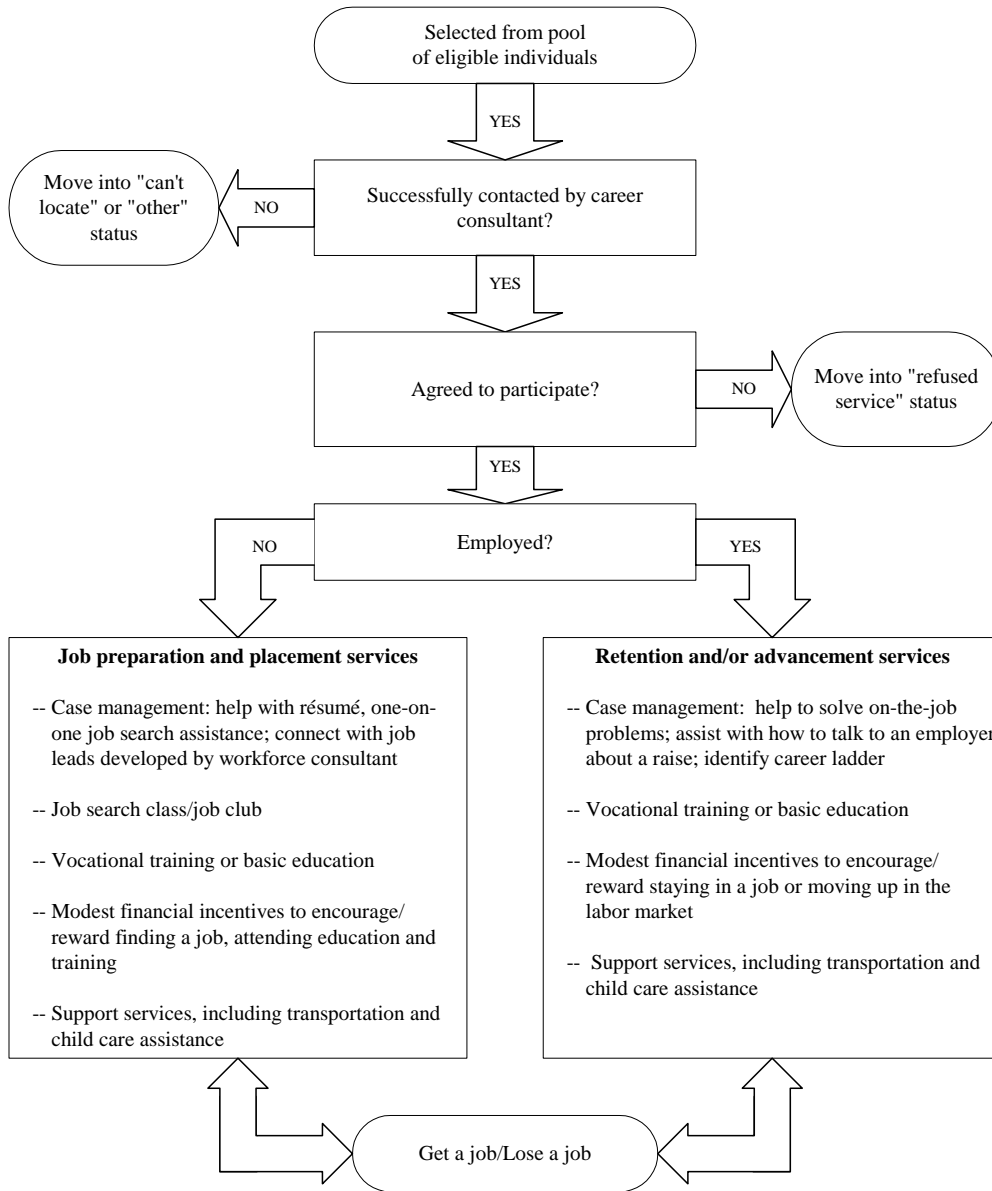 Selected from pool
of eligible individuals
YES
Successfully contacted by career
consultant?
NO
Move into "can't
locate" or "other"
status
YES
Agreed to participate?
NO
Move into "refused
service" status
YES
Employed?
NO
YES
Job preparation and placement services
-- Case management: help with résumé, one-on-
one job search assistance; connect with job
leads developed by workforce consultant
-- Job search class/job club
-- Vocational training or basic education
-- Modest financial incentives to encourage/
reward finding a job, attending education and
training
-- Support services, including transportation and
child care assistance
Retention and/or advancement services
-- Case management:  help to solve on-the-job
problems; assist with how to talk to an employer
about a raise; identify career ladder
-- Vocational training or basic education
-- Modest financial incentives to encourage/
reward staying in a job or moving up in the
labor market
--  Support services, including transportation and
child care assistance
Get a job/Lose a job